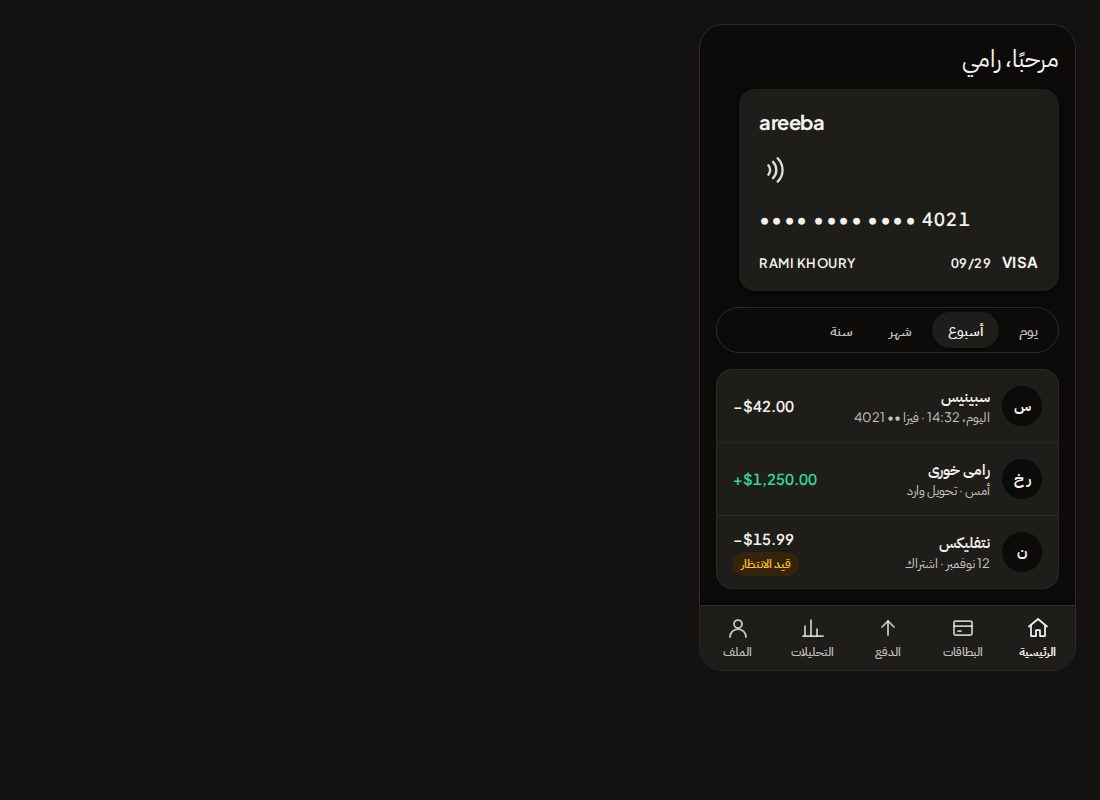 مرحبًا، رامي
areeba
•••• •••• •••• 4021
RAMI KHOURY 09/29 VISA
يوم أسبوع شهر سنة
س سبينيس −$42.00
اليوم، 14:32 · فيزا •• 4021
ر خ رامي خوري +$1,250.00
أمس · تحويل وارد
ن نتفليكس −$15.99
12 نوفمبر · اشتراك قيد الانتظار
الرئيسية البطاقات الدفع التحليلات الملف